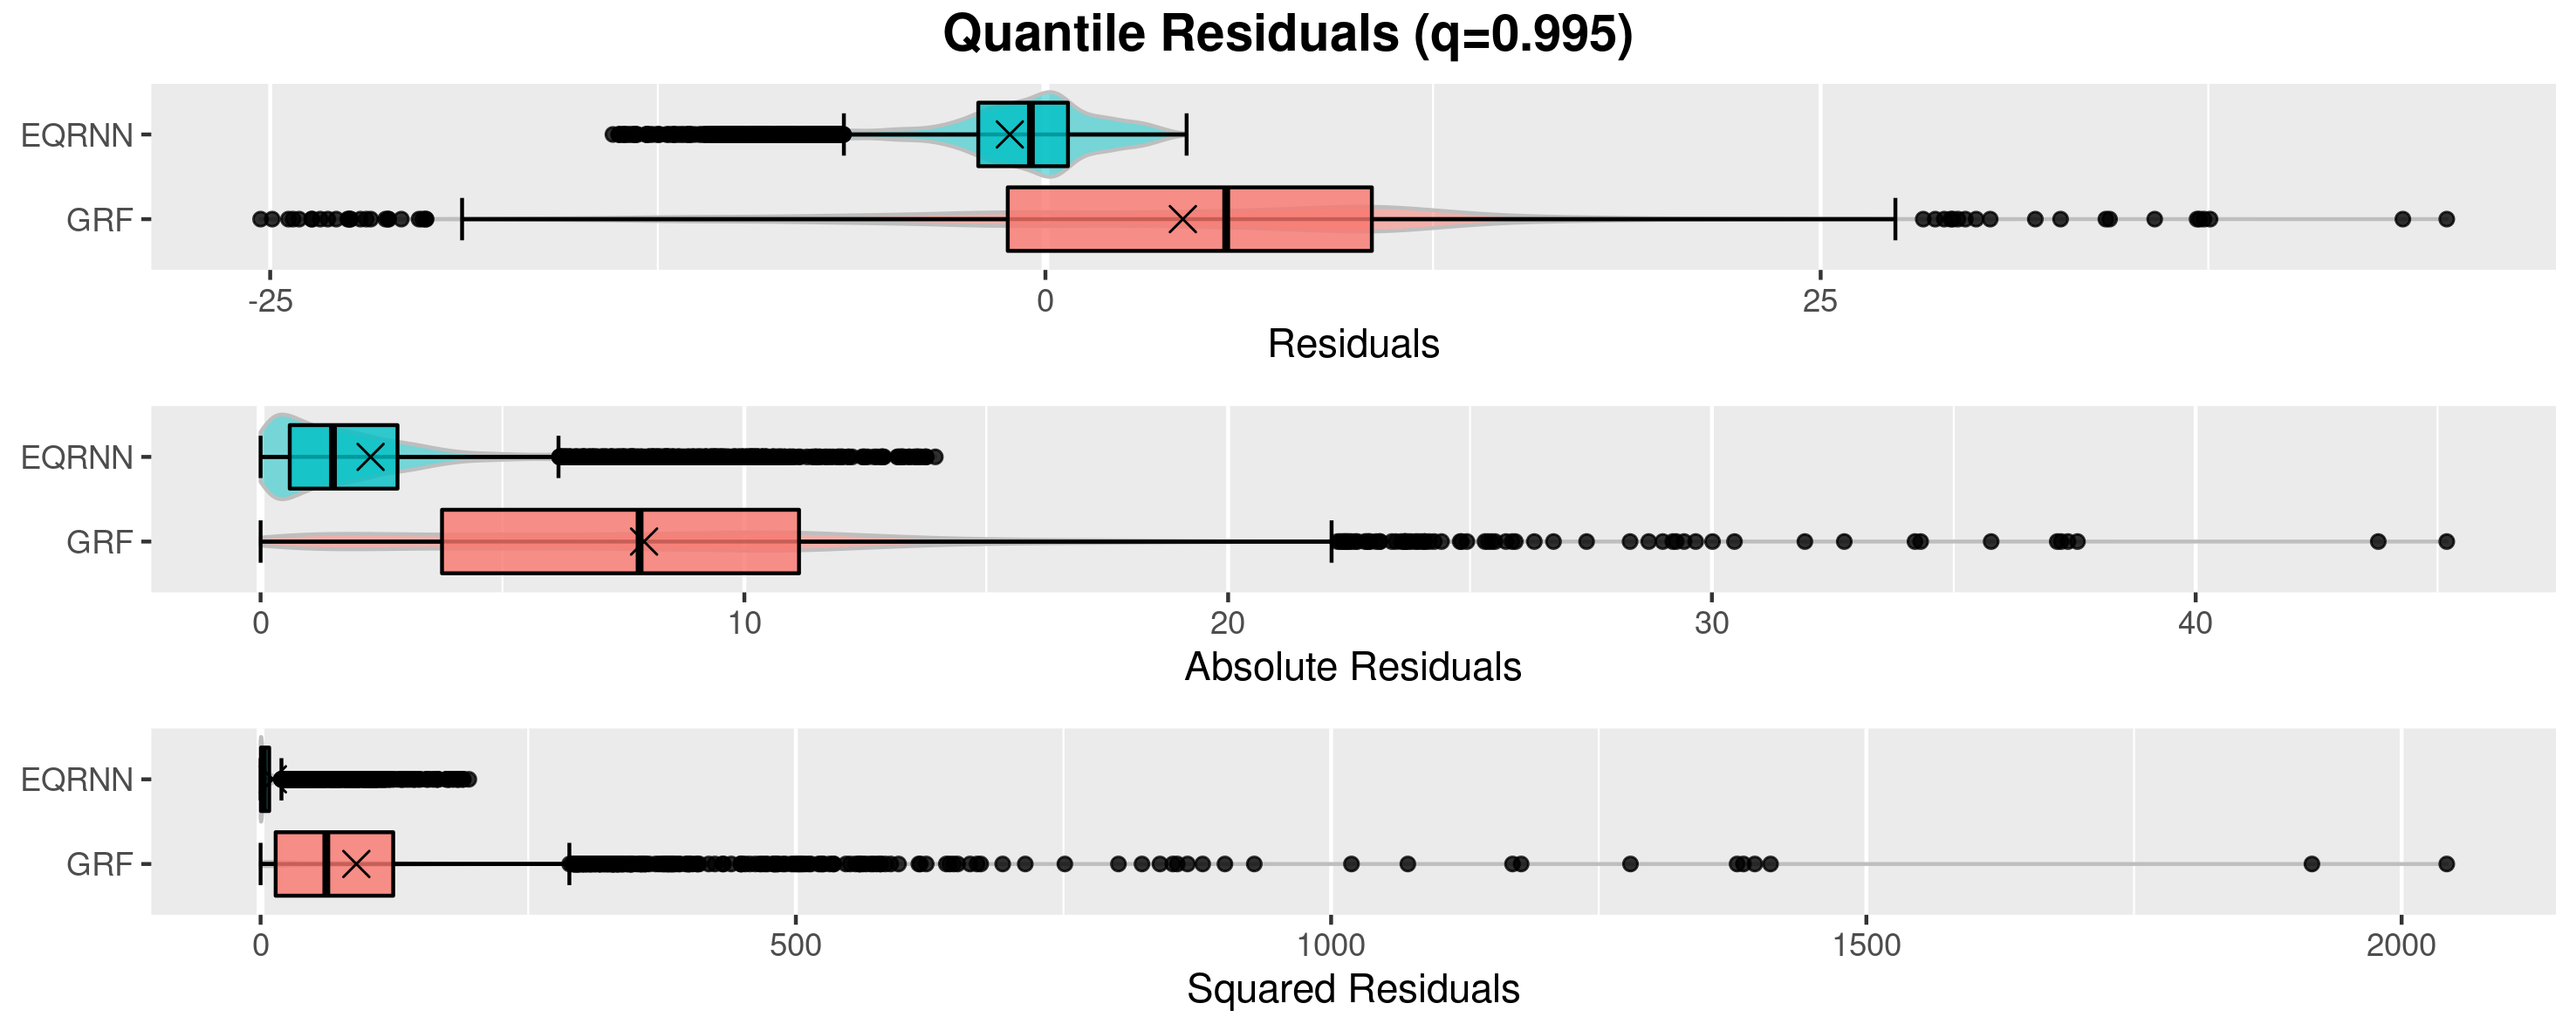 Quantile Residuals (q=0.995)
EQRNN
GRF
-25 0 25
Residuals
EQRNN
GRF
0 10 20 30 40
Absolute Residuals
EQRNN
GRF
0 500 1000 1500 2000
Squared Residuals